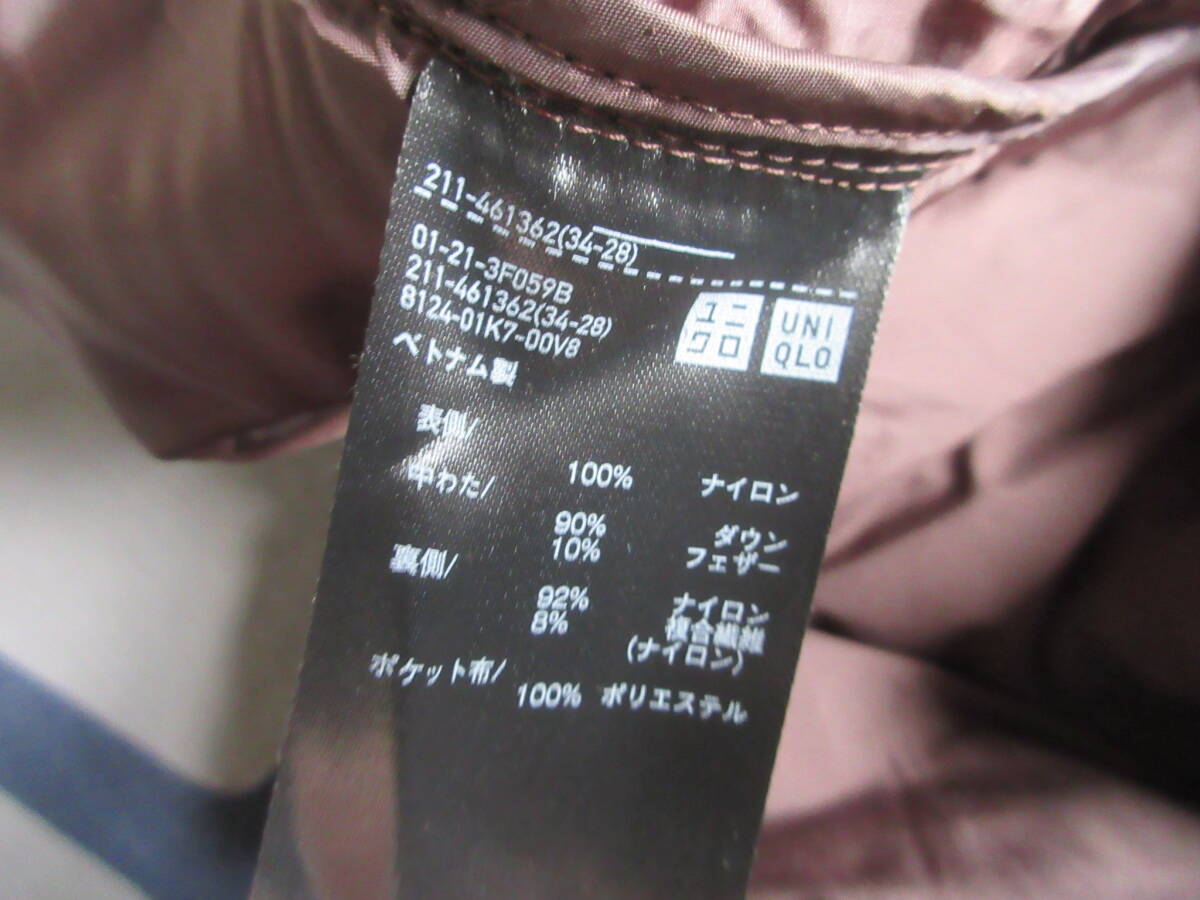 211-461362(34-28)
01-21-3F059B
211-461362(34-28)
8124-01K7-00V8
ベトナム製
ユニ
クロ
UNI
QLO
表側/
100% ナイロン
中わた/
90% ダウン
10% フェザー
裏側/
92% ナイロン
8% 複合繊維
(ナイロン)
ポケット布/
100% ポリエステル